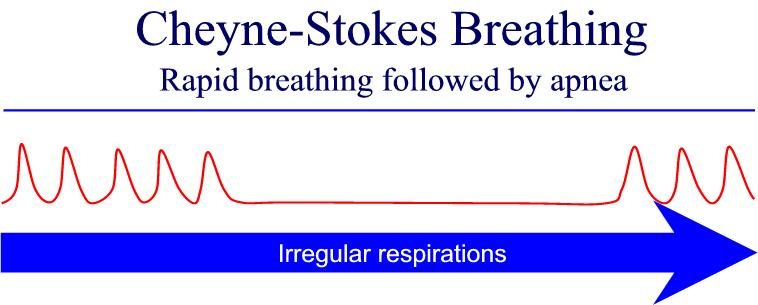 Cheyne-Stokes Breathing
Rapid breathing followed by apnea
Irregular respirations